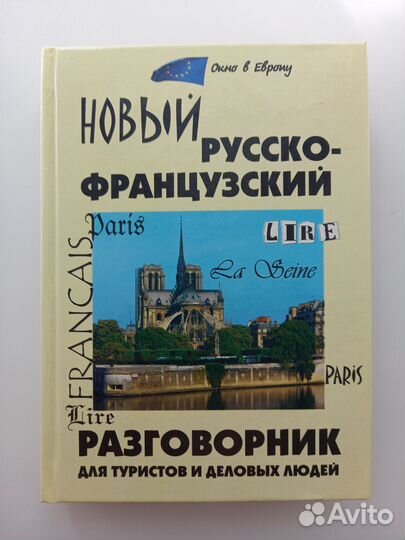 Окно в Европу
НОВЫЙ
РУССКО-
ФРАНЦУЗСКИЙ
Paris
LIRE
La Seine
FRANCAIS
PARIS
Lire
РАЗГОВОРНИК
ДЛЯ ТУРИСТОВ И ДЕЛОВЫХ ЛЮДЕЙ
Avito